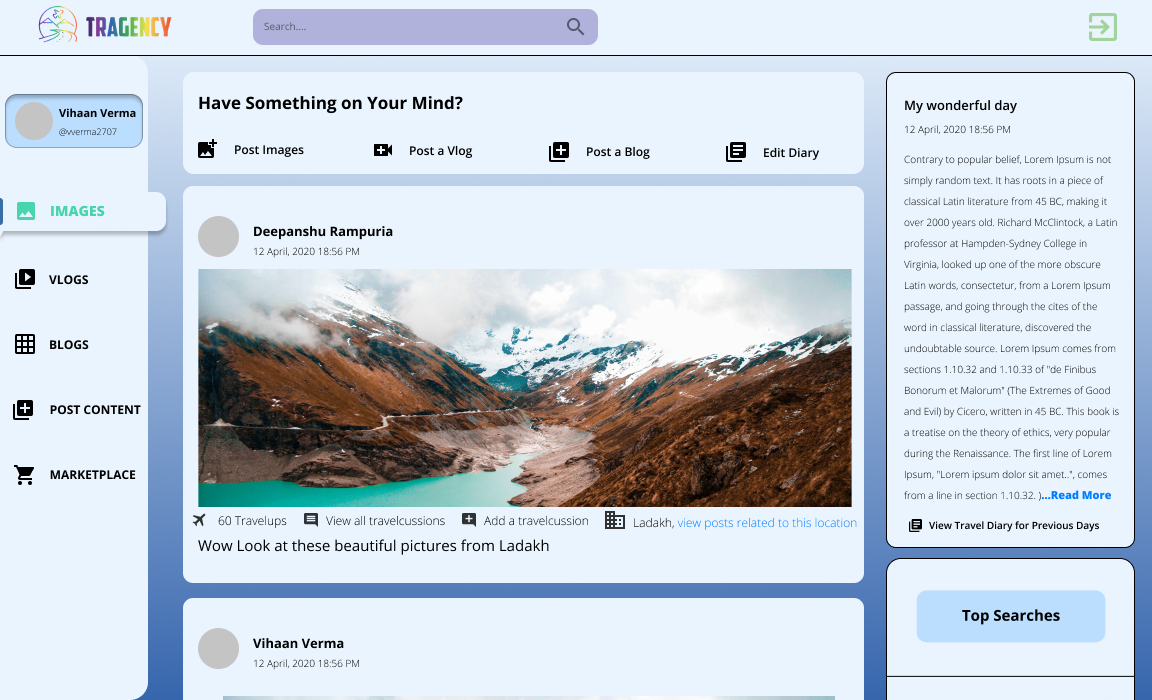 TRAGENCY
Search....
Vihaan Verma
@vverma2707
IMAGES
VLOGS
BLOGS
POST CONTENT
MARKETPLACE
Have Something on Your Mind?
Post Images
Post a Vlog
Post a Blog
Edit Diary
Deepanshu Rampuria
12 April, 2020 18:56 PM
60 Travelups
View all travelcussions
Add a travelcussion
Ladakh, view posts related to this location
Wow Look at these beautiful pictures from Ladakh
Vihaan Verma
12 April, 2020 18:56 PM
My wonderful day
12 April, 2020 18:56 PM
Contrary to popular belief, Lorem Ipsum is not
simply random text. It has roots in a piece of
classical Latin literature from 45 BC, making it
over 2000 years old. Richard McClintock, a Latin
professor at Hampden-Sydney College in
Virginia, looked up one of the more obscure
Latin words, consectetur, from a Lorem Ipsum
passage, and going through the cites of the
word in classical literature, discovered the
undoubtable source. Lorem Ipsum comes from
sections 1.10.32 and 1.10.33 of "de Finibus
Bonorum et Malorum" (The Extremes of Good
and Evil) by Cicero, written in 45 BC. This book is
a treatise on the theory of ethics, very popular
during the Renaissance. The first line of Lorem
Ipsum, "Lorem ipsum dolor sit amet..", comes
from a line in section 1.10.32. )...Read More
View Travel Diary for Previous Days
Top Searches